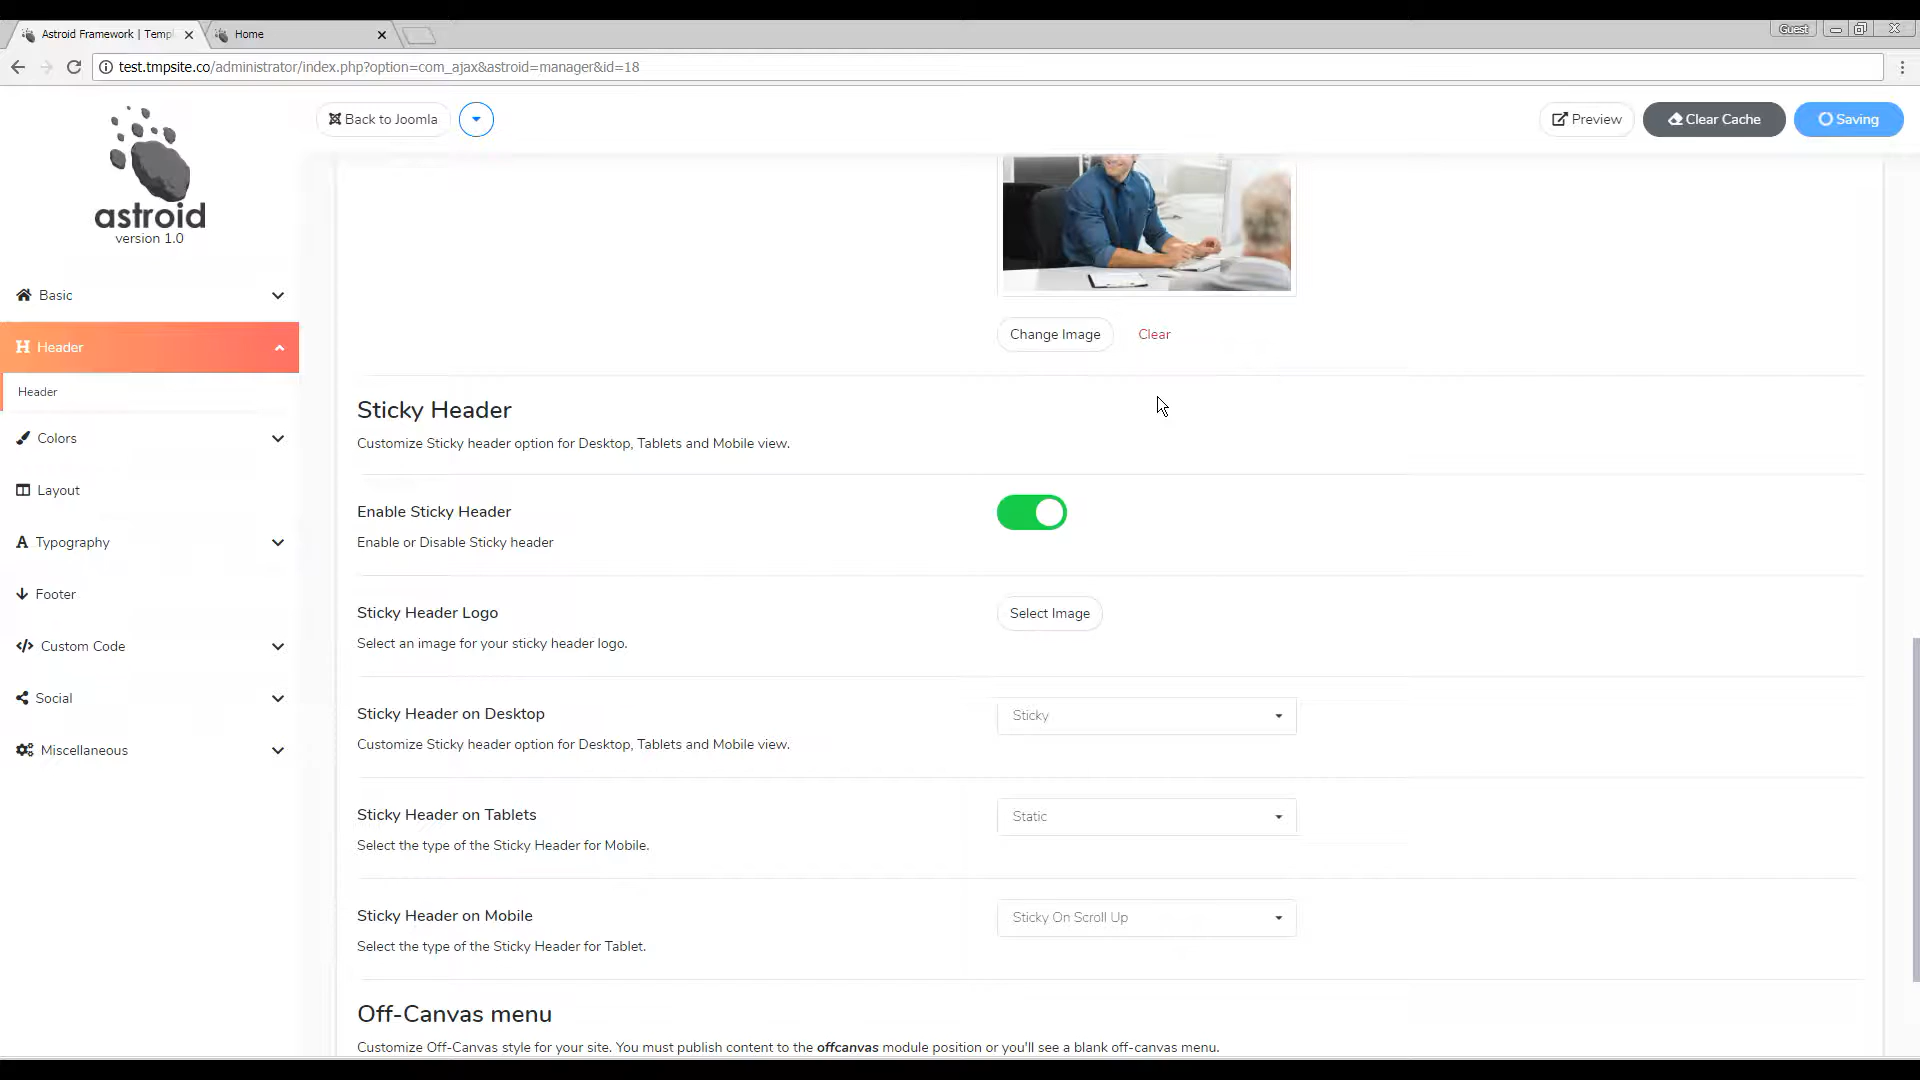 Astroid Framework | Templ
Home
Guest
test.tmpsite.co/administrator/index.php?option=com_ajax&astroid=manager&id=18
astroid
version 1.0
Back to Joomla
Preview
Clear Cache
Saving
Basic
Header
Header
Colors
Layout
Typography
Footer
Custom Code
Social
Miscellaneous
Change Image
Clear
Sticky Header
Customize Sticky header option for Desktop, Tablets and Mobile view.
Enable Sticky Header
Enable or Disable Sticky header
Sticky Header Logo
Select an image for your sticky header logo.
Select Image
Sticky Header on Desktop
Customize Sticky header option for Desktop, Tablets and Mobile view.
Sticky
Sticky Header on Tablets
Select the type of the Sticky Header for Mobile.
Static
Sticky Header on Mobile
Select the type of the Sticky Header for Tablet.
Sticky On Scroll Up
Off-Canvas menu
Customize Off-Canvas style for your site. You must publish content to the offcanvas module position or you'll see a blank off-canvas menu.